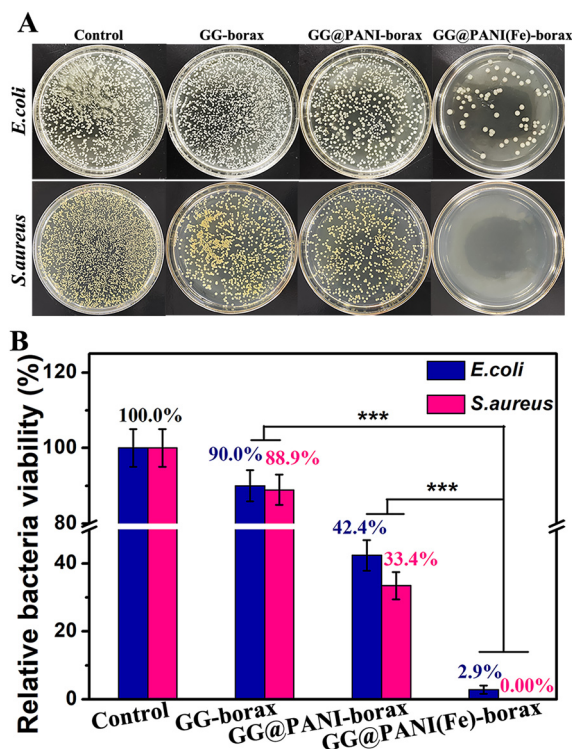 A
Control GG-borax GG@PANI-borax GG@PANI(Fe)-borax
E.coli
S.aureus
B
Relative bacteria viability (%)
120
100
80
40
20
0
E.coli
S.aureus
100.0%
90.0%
88.9%
42.4%
33.4%
2.9%
0.00%
***
***
Control
GG-borax
GG@PANI-borax
GG@PANI(Fe)-borax